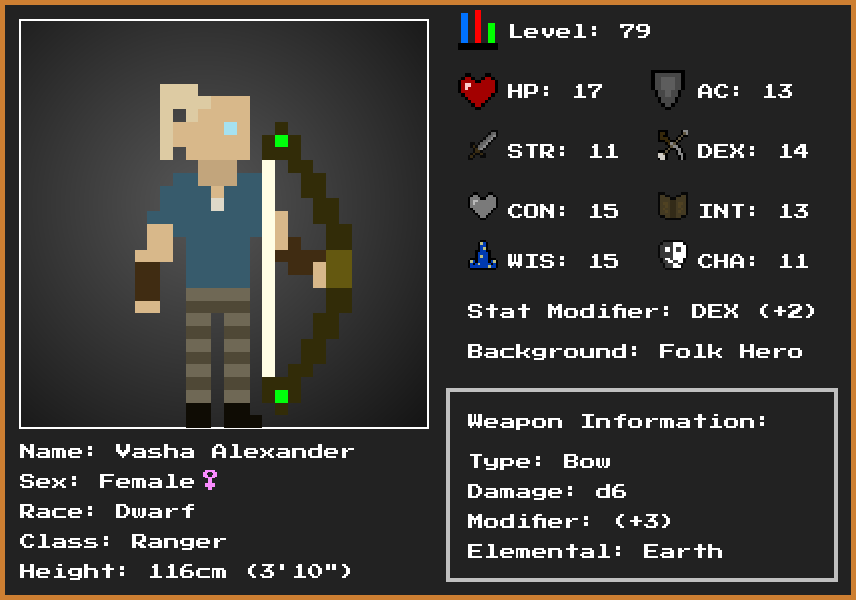 Level: 79
HP: 17
AC: 13
STR: 11
DEX: 14
CON: 15
INT: 13
WIS: 15
CHA: 11
Stat Modifier: DEX (+2)
Background: Folk Hero
Weapon Information:
Type: Bow
Damage: d6
Modifier: (+3)
Elemental: Earth
Name: Vasha Alexander
Sex: Female♀
Race: Dwarf
Class: Ranger
Height: 116cm (3'10")